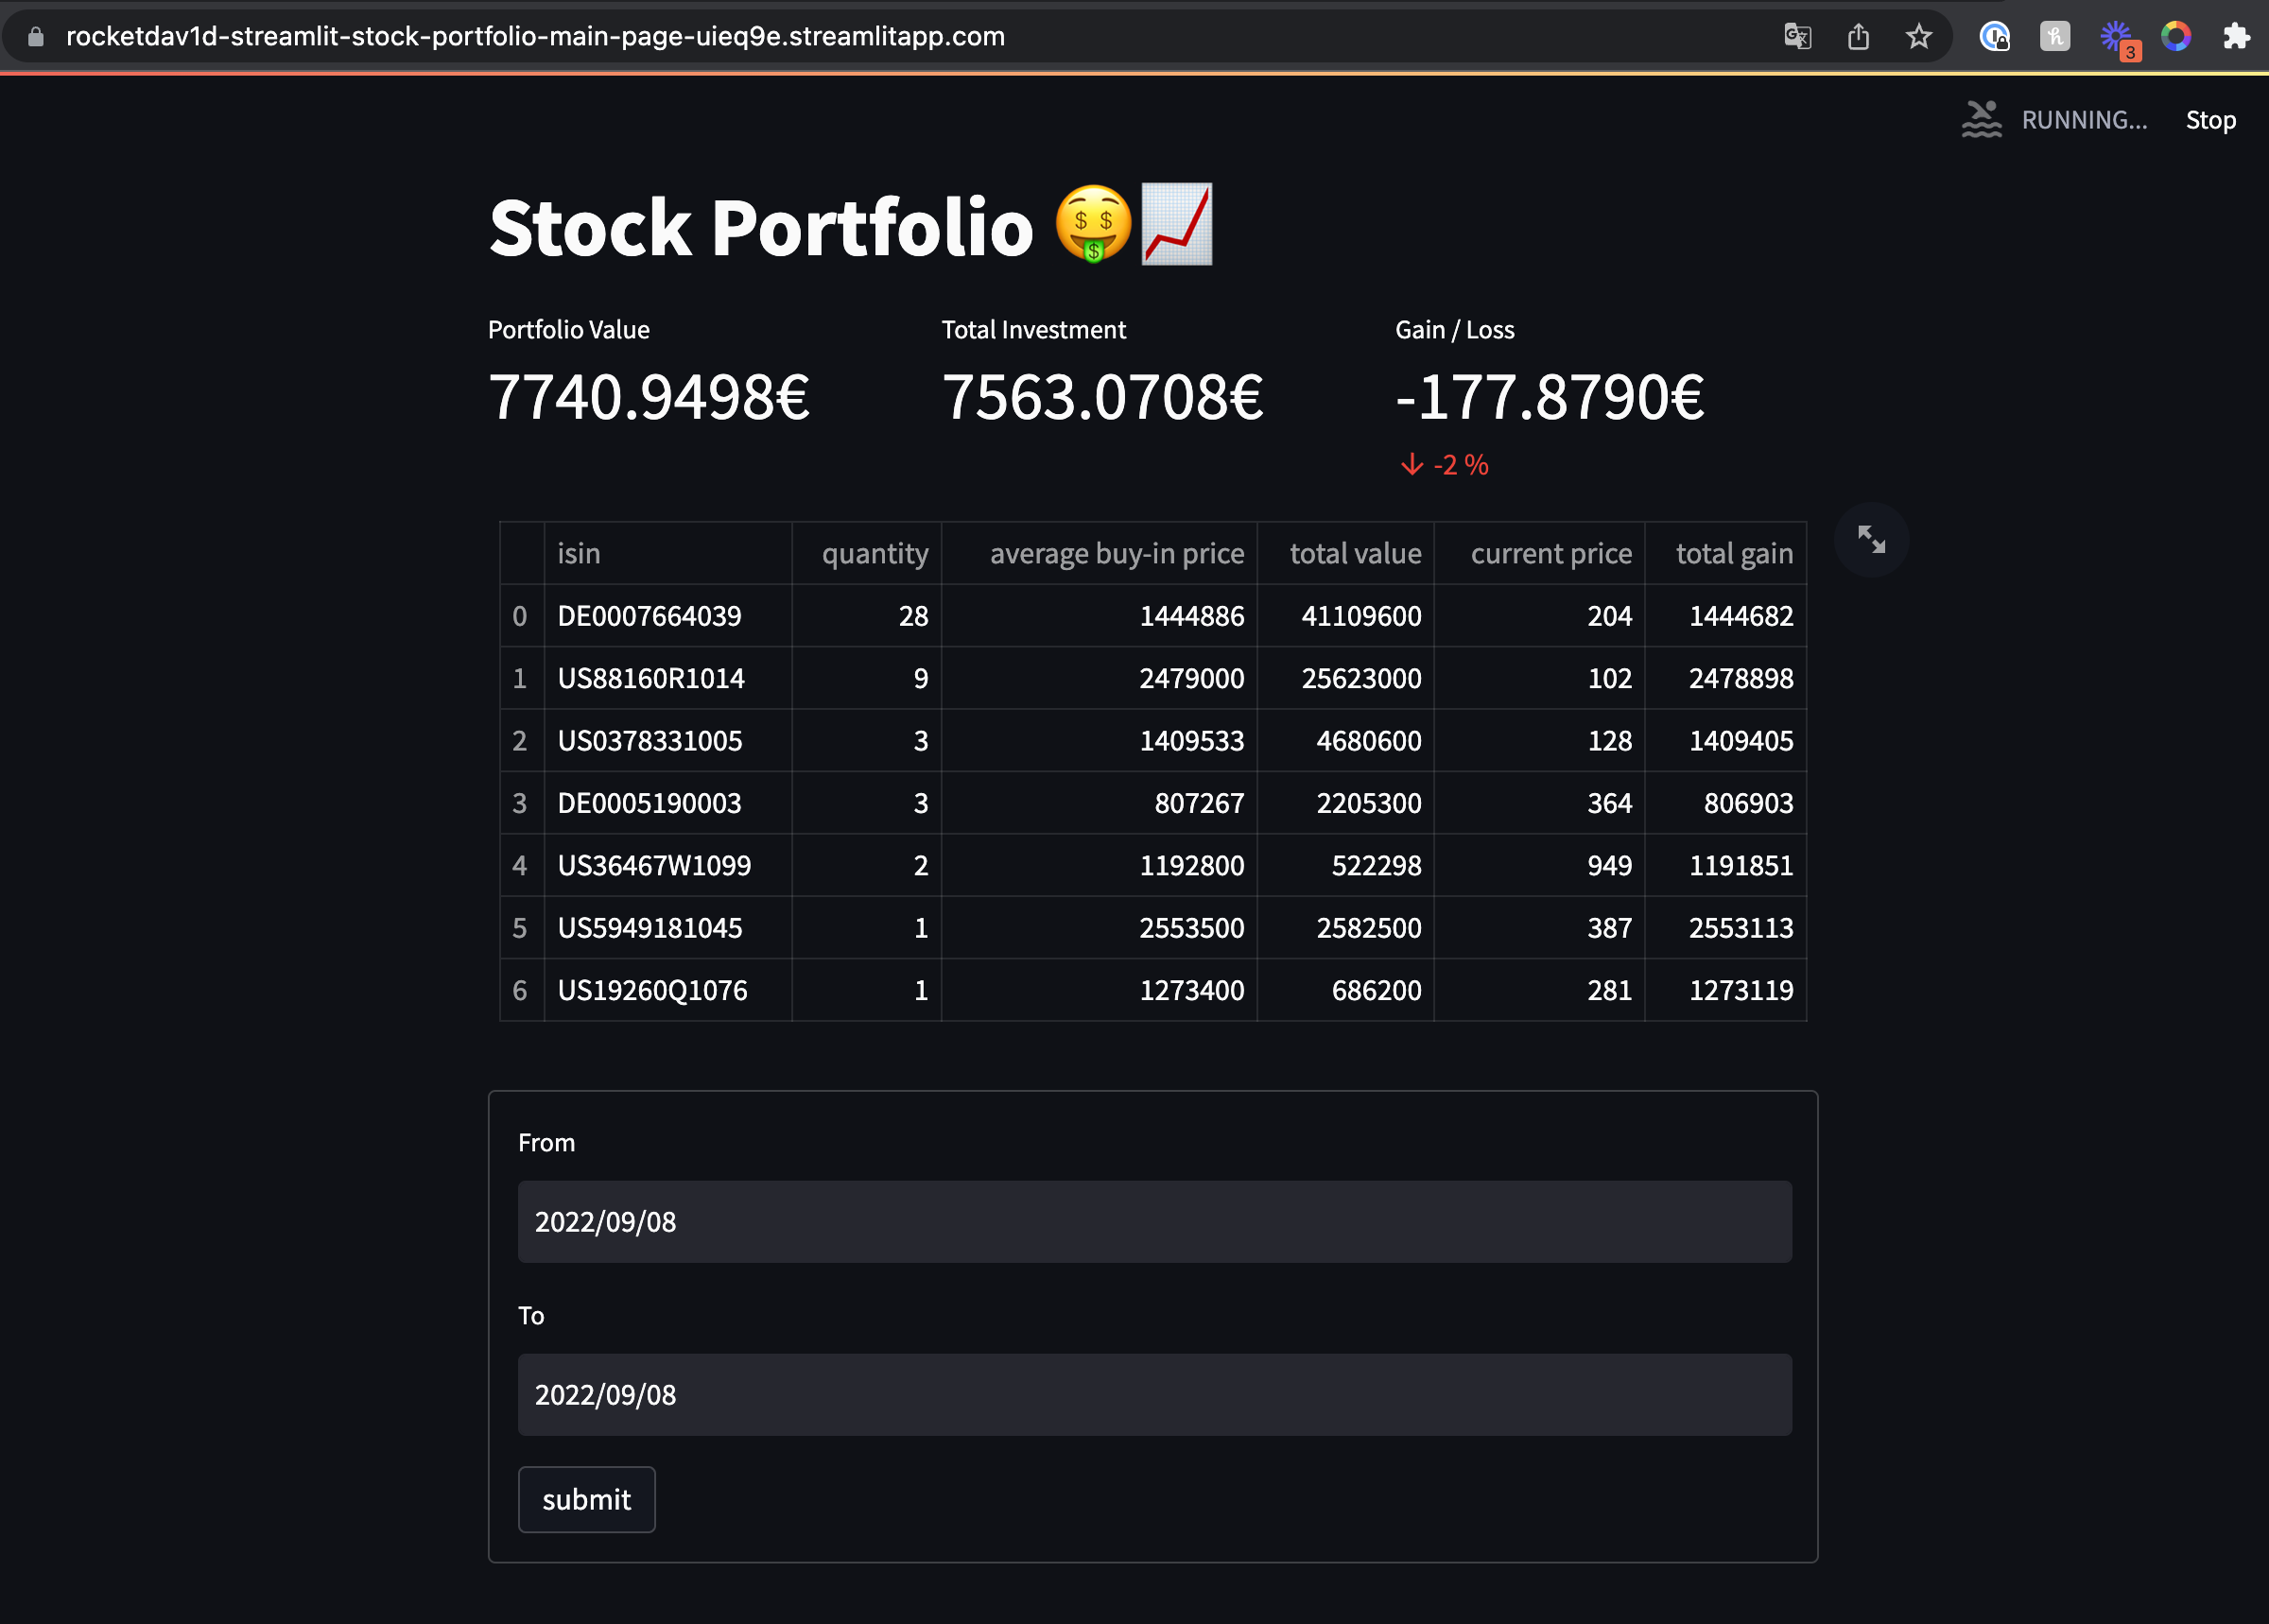 rocketdav1d-streamlit-stock-portfolio-main-page-uieq9e.streamlitapp.com
3
RUNNING... Stop
Stock Portfolio
Portfolio Value Total Investment Gain / Loss
7740.9498€ 7563.0708€ -177.8790€
-2 %
isin quantity average buy-in price total value current price total gain
0 DE0007664039 28 1444886 41109600 204 1444682
1 US88160R1014 9 2479000 25623000 102 2478898
2 US0378331005 3 1409533 4680600 128 1409405
3 DE0005190003 3 807267 2205300 364 806903
4 US36467W1099 2 1192800 522298 949 1191851
5 US5949181045 1 2553500 2582500 387 2553113
6 US19260Q1076 1 1273400 686200 281 1273119
From
2022/09/08
To
2022/09/08
submit